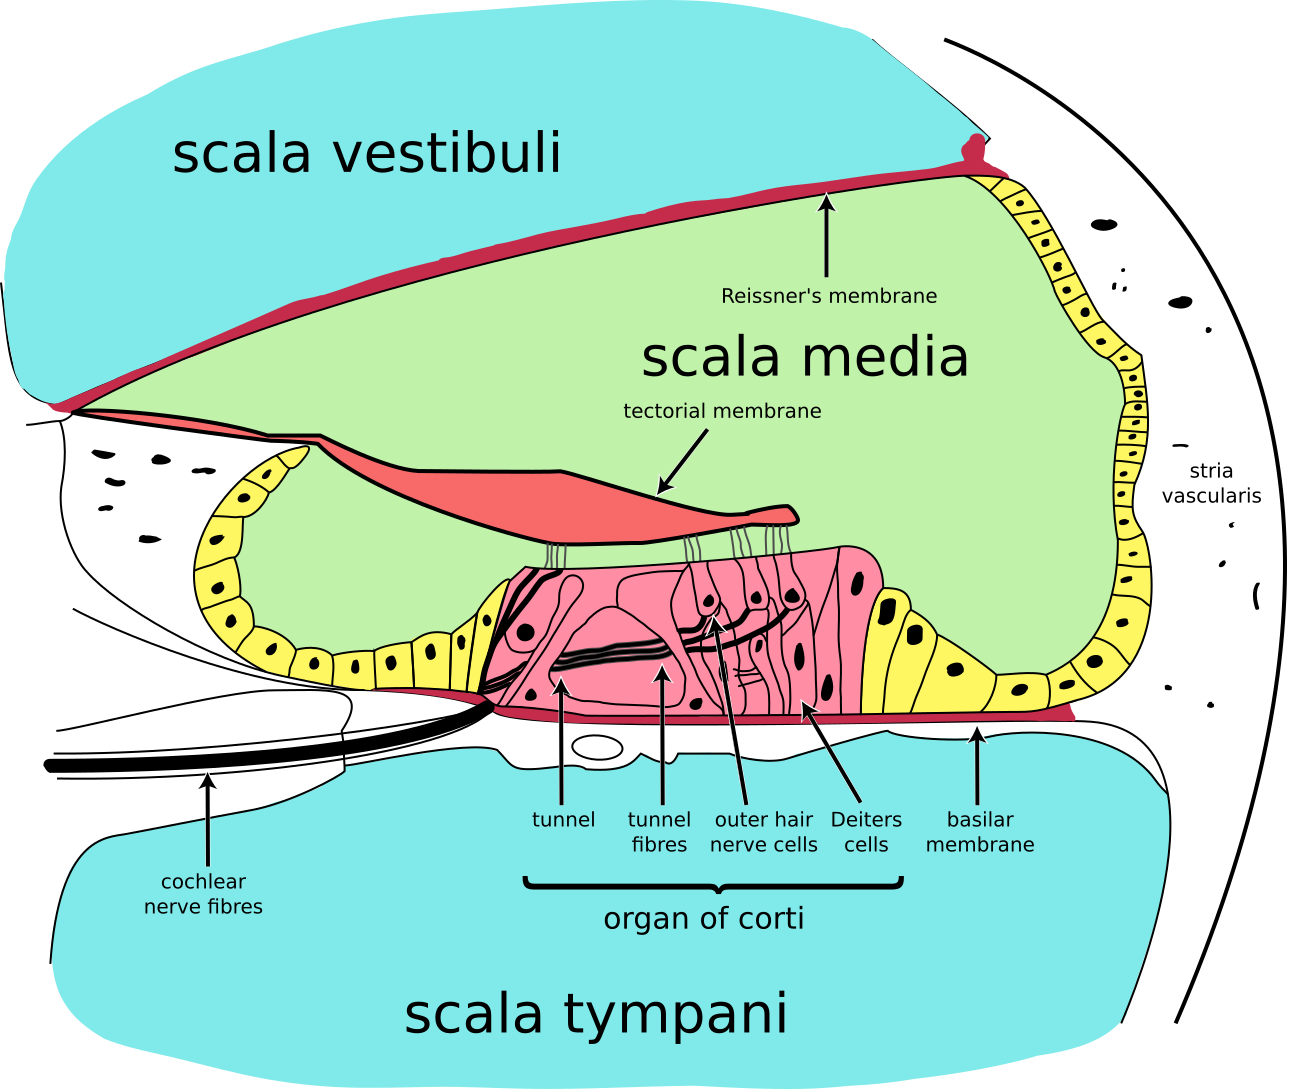 scala vestibuli
Reissner's membrane
scala media
tectorial membrane
stria
vascularis
tunnel
tunnel
fibres
outer hair
nerve cells
Deiters
cells
basilar
membrane
cochlear
nerve fibres
organ of corti
scala tympani